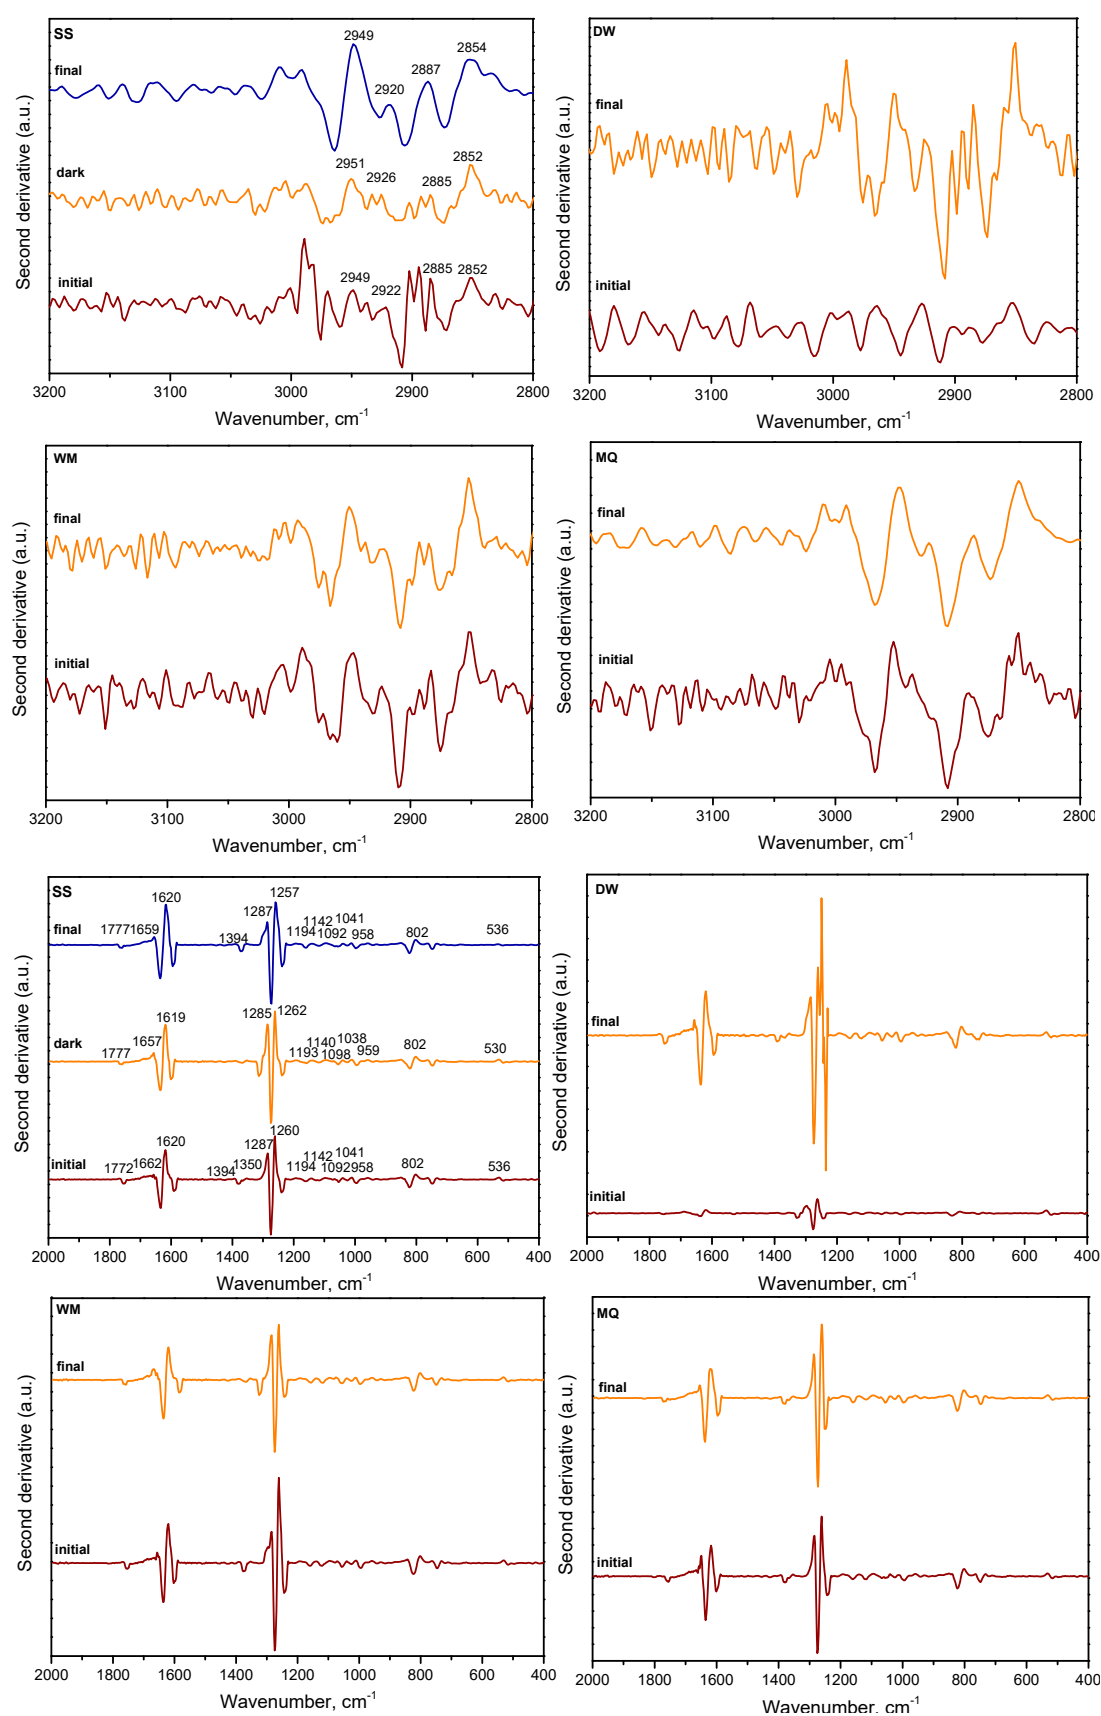 SS
final
2949
2920
2887
2854
dark
2951
2926
2885
2852
initial
2949
2922
2885
2852
3200 3100 3000 2900 2800
Wavenumber, cm-1
Second derivative (a.u.)
DW
final
initial
3200 3100 3000 2900 2800
Wavenumber, cm-1
Second derivative (a.u.)
WM
final
initial
3200 3100 3000 2900 2800
Wavenumber, cm-1
Second derivative (a.u.)
MQ
final
initial
3200 3100 3000 2900 2800
Wavenumber, cm-1
Second derivative (a.u.)
SS
final
1777 1659
1620
1394
1287
1257
1194
1142
1092
1041
958
802
536
dark
1777
1657
1619
1285
1262
1193
1140
1098
1038
959
802
530
initial
1772
1662
1620
1394
1350
1287
1260
1194
1142
1092
1041
958
802
536
2000 1800 1600 1400 1200 1000 800 600 400
Wavenumber, cm-1
Second derivative (a.u.)
DW
final
initial
2000 1800 1600 1400 1200 1000 800 600 400
Wavenumber, cm-1
Second derivative (a.u.)
WM
final
initial
2000 1800 1600 1400 1200 1000 800 600 400
Wavenumber, cm-1
Second derivative (a.u.)
MQ
final
initial
2000 1800 1600 1400 1200 1000 800 600 400
Wavenumber, cm-1
Second derivative (a.u.)